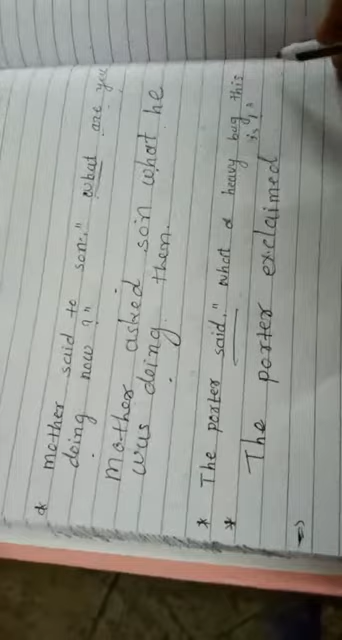 * mother said to son:" what are you
doing now ?"
Mother asked son what he
was doing then.
* The porter said." what a heavy bag this
is !"
* The porter exclaimed
=>